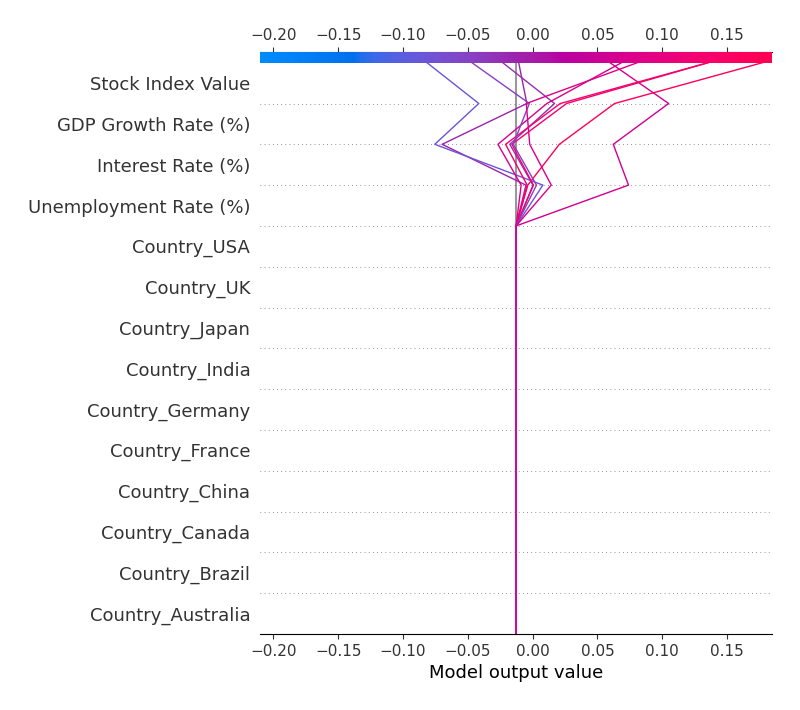 −0.20 −0.15 −0.10 −0.05 0.00 0.05 0.10 0.15
Stock Index Value
GDP Growth Rate (%)
Interest Rate (%)
Unemployment Rate (%)
Country_USA
Country_UK
Country_Japan
Country_India
Country_Germany
Country_France
Country_China
Country_Canada
Country_Brazil
Country_Australia
−0.20 −0.15 −0.10 −0.05 0.00 0.05 0.10 0.15
Model output value